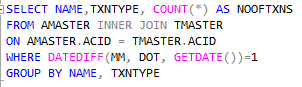 SELECT NAME,TXNTYPE, COUNT(*) AS NOOFTXNS
FROM AMASTER INNER JOIN TMASTER
ON AMASTER.ACID = TMASTER.ACID
WHERE DATEDIFF(MM, DOT, GETDATE())=1
GROUP BY NAME, TXNTYPE